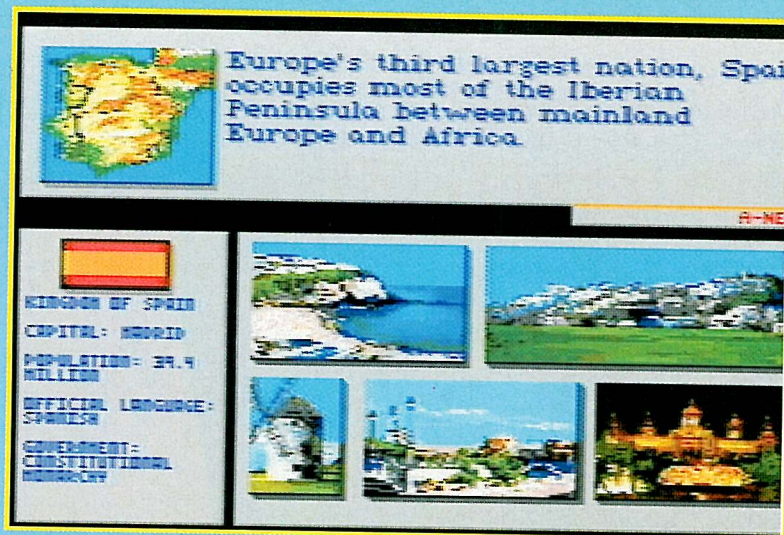 Europe's third largest nation, Spai
occupies most of the Iberian
Peninsula between mainland
Europe and Africa
A-NE
KINGDOM OF SPAIN
CAPITAL: MADRID
POPULATION: 39.4
MILLION
OFFICIAL LANGUAGE:
SPANISH
GOVERNMENT:
CONSTITUTIONAL
MONARCHY